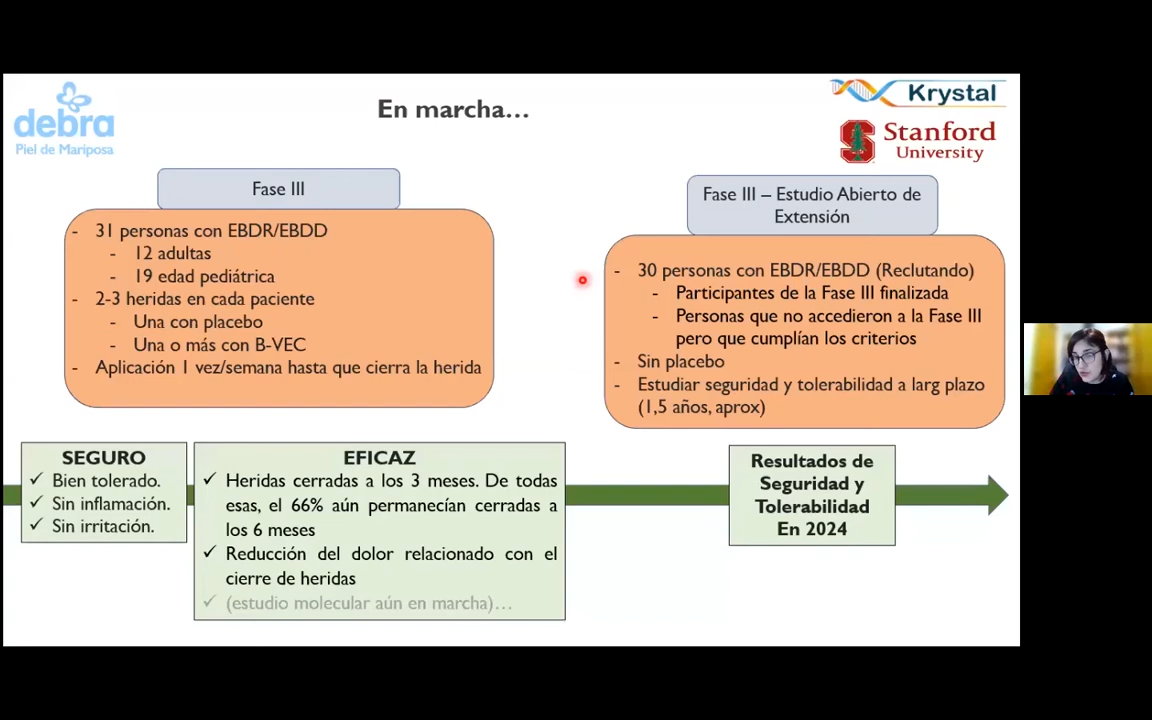 debra
Piel de Mariposa
En marcha…
Krystal
Stanford
University
Fase III
- 31 personas con EBDR/EBDD
- 12 adultas
- 19 edad pediátrica
- 2-3 heridas en cada paciente
- Una con placebo
- Una o más con B-VEC
- Aplicación 1 vez/semana hasta que cierra la herida
Fase III – Estudio Abierto de
Extensión
- 30 personas con EBDR/EBDD (Reclutando)
- Participantes de la Fase III finalizada
- Personas que no accedieron a la Fase III
pero que cumplían los criterios
- Sin placebo
- Estudiar seguridad y tolerabilidad a larg plazo
(1,5 años, aprox)
SEGURO
✓ Bien tolerado.
✓ Sin inflamación.
✓ Sin irritación.
EFICAZ
✓ Heridas cerradas a los 3 meses. De todas
esas, el 66% aún permanecían cerradas a
los 6 meses
✓ Reducción del dolor relacionado con el
cierre de heridas
✓ (estudio molecular aún en marcha)…
Resultados de
Seguridad y
Tolerabilidad
En 2024